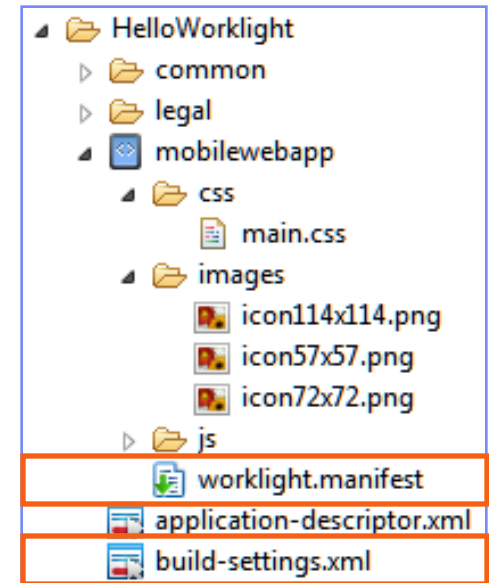 HelloWorklight
common
legal
mobilewebapp
css
main.css
images
icon114x114.png
icon57x57.png
icon72x72.png
js
worklight.manifest
application-descriptor.xml
build-settings.xml